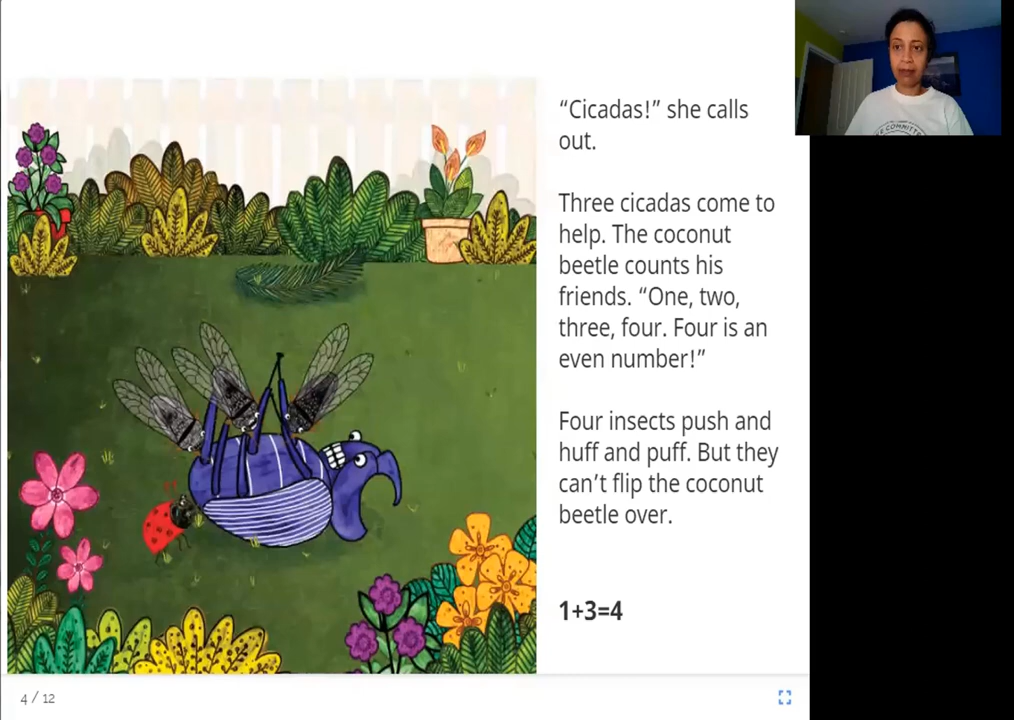 “Cicadas!” she calls
out.
Three cicadas come to
help. The coconut
beetle counts his
friends. “One, two,
three, four. Four is an
even number!”
Four insects push and
huff and puff. But they
can’t flip the coconut
beetle over.
1+3=4
4 / 12
COMMITTE